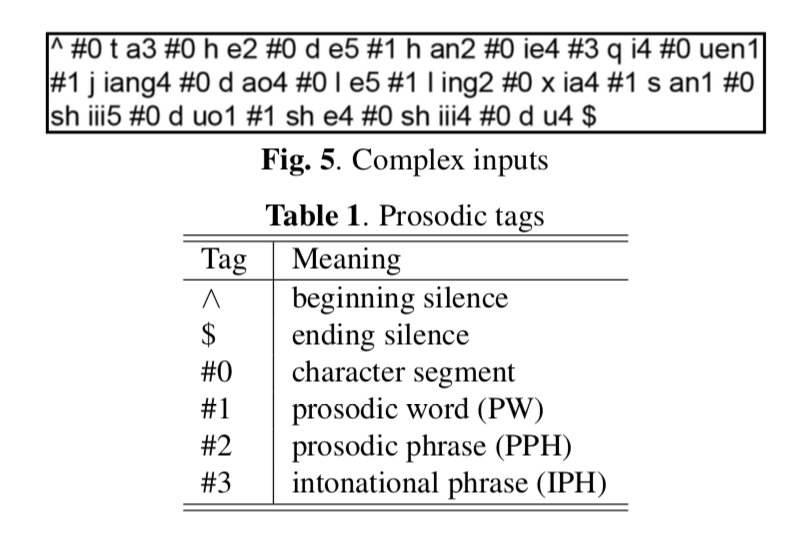 ^ #0 t a3 #0 h e2 #0 d e5 #1 h an2 #0 ie4 #3 q i4 #0 uen1
#1 j iang4 #0 d ao4 #0 l e5 #1 l ing2 #0 x ia4 #1 s an1 #0
sh iii5 #0 d uo1 #1 sh e4 #0 sh iii4 #0 d u4 $
Fig. 5. Complex inputs
Table 1. Prosodic tags
Tag Meaning
∧ beginning silence
$ ending silence
#0 character segment
#1 prosodic word (PW)
#2 prosodic phrase (PPH)
#3 intonational phrase (IPH)